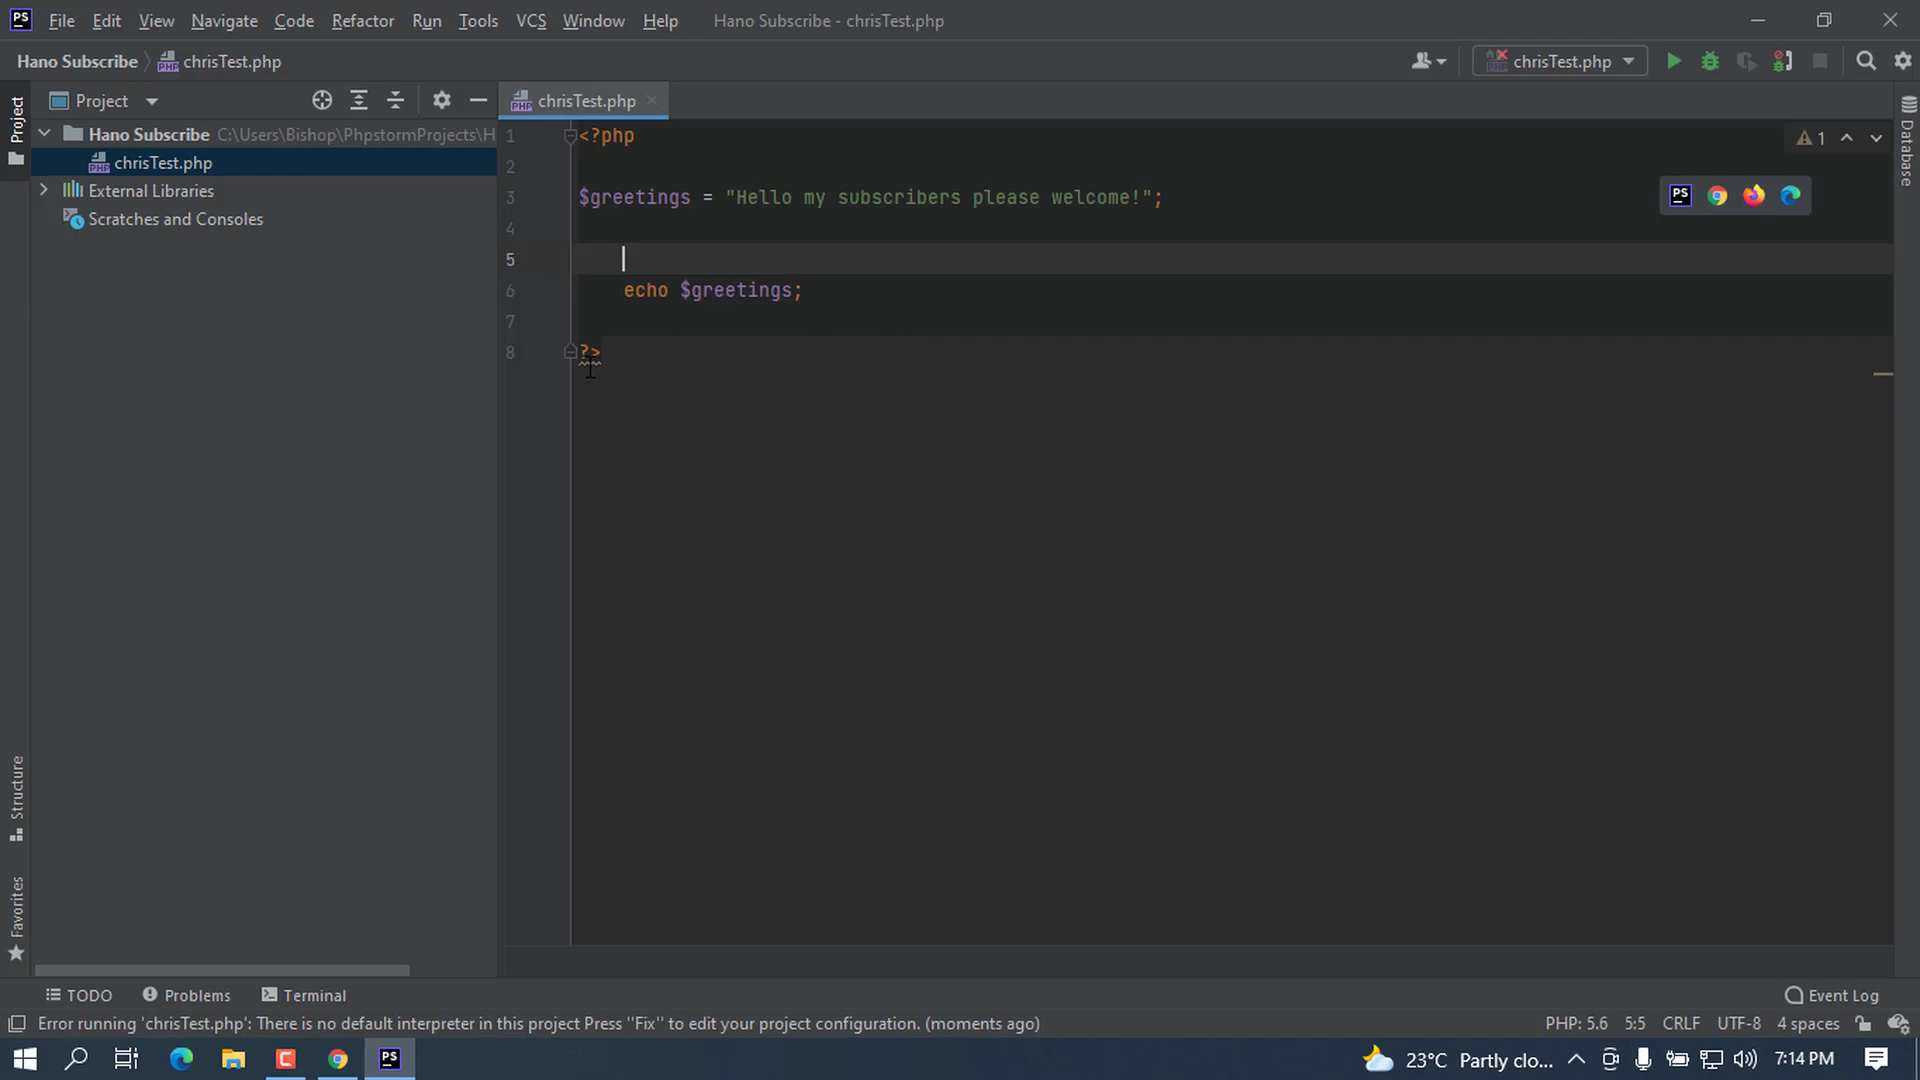 PS File Edit View Navigate Code Refactor Run Tools VCS Window Help Hano Subscribe - chrisTest.php
Hano Subscribe chrisTest.php chrisTest.php
Project
Project
Hano Subscribe C:\Users\Bishop\PhpstormProjects\H
chrisTest.php
External Libraries
Scratches and Consoles
Structure
Favorites
chrisTest.php
1 <?php
2
3 $greetings = "Hello my subscribers please welcome!";
4
5
6 echo $greetings;
7
8 ?>
1
PS
Database
TODO Problems Terminal Event Log
Error running 'chrisTest.php': There is no default interpreter in this project Press ''Fix'' to edit your project configuration. (moments ago) PHP: 5.6 5:5 CRLF UTF-8 4 spaces
PS 23°C Partly clo... 7:14 PM